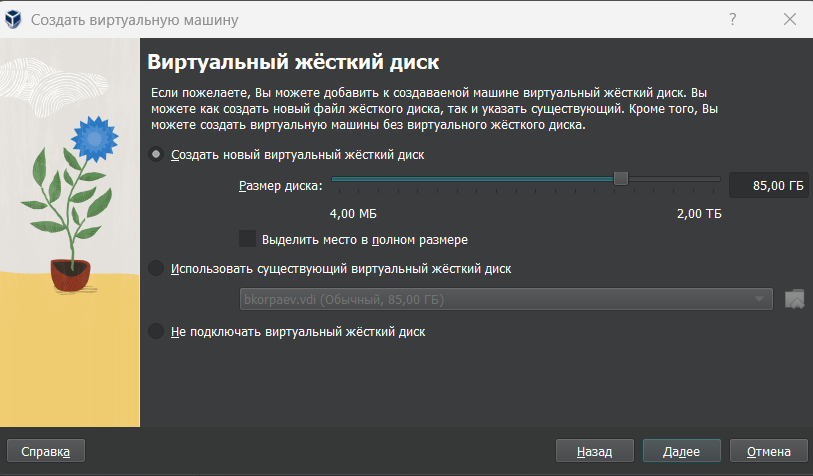 Создать виртуальную машину
?
Виртуальный жёсткий диск
Если пожелаете, Вы можете добавить к создаваемой машине виртуальный жёсткий диск. Вы
можете как создать новый файл жёсткого диска, так и указать существующий. Кроме того, Вы
можете создать виртуальную машины без виртуального жёсткого диска.
Создать новый виртуальный жёсткий диск
Размер диска:
85,00 ГБ
4,00 МБ
2,00 ТБ
Выделить место в полном размере
Использовать существующий виртуальный жёсткий диск
bkorpaev.vdi (Обычный, 85,00 ГБ)
Не подключать виртуальный жёсткий диск
Справка
Назад
Далее
Отмена